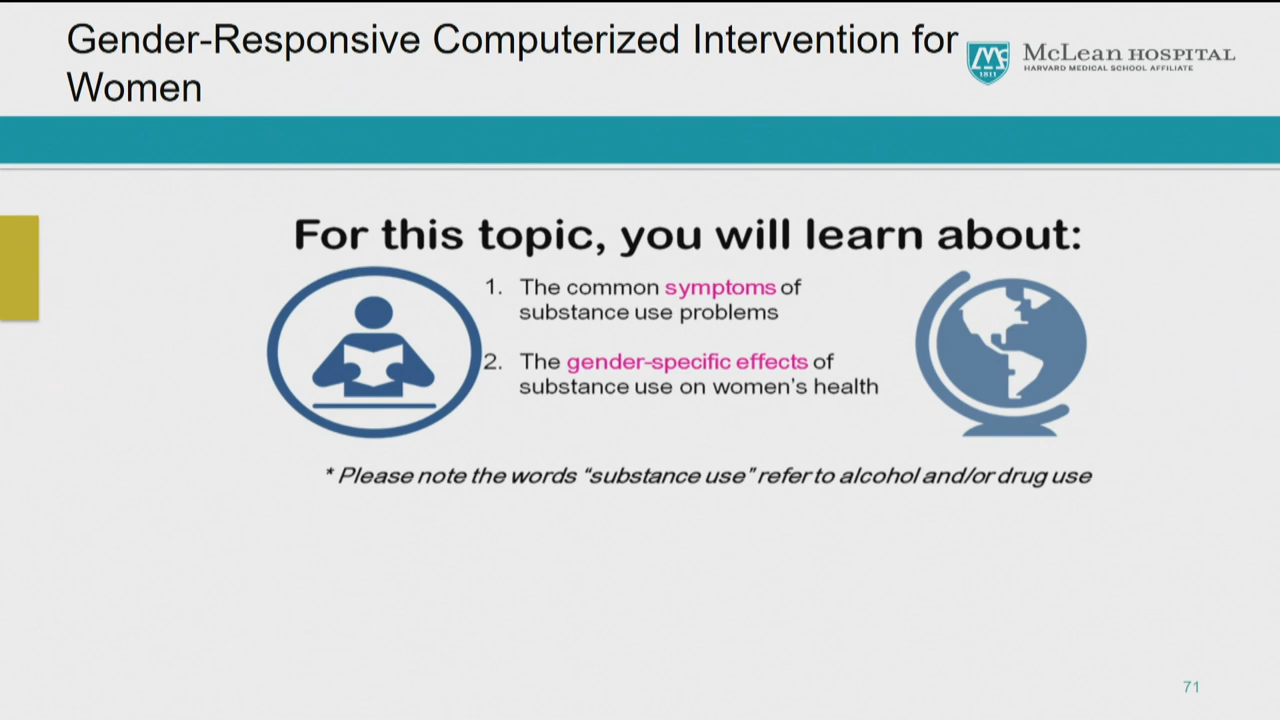 Gender-Responsive Computerized Intervention for
Women
McLean HOSPITAL
HARVARD MEDICAL SCHOOL AFFILIATE
1811
For this topic, you will learn about:
1. The common symptoms of
substance use problems
2. The gender-specific effects of
substance use on women's health
* Please note the words “substance use” refer to alcohol and/or drug use
71